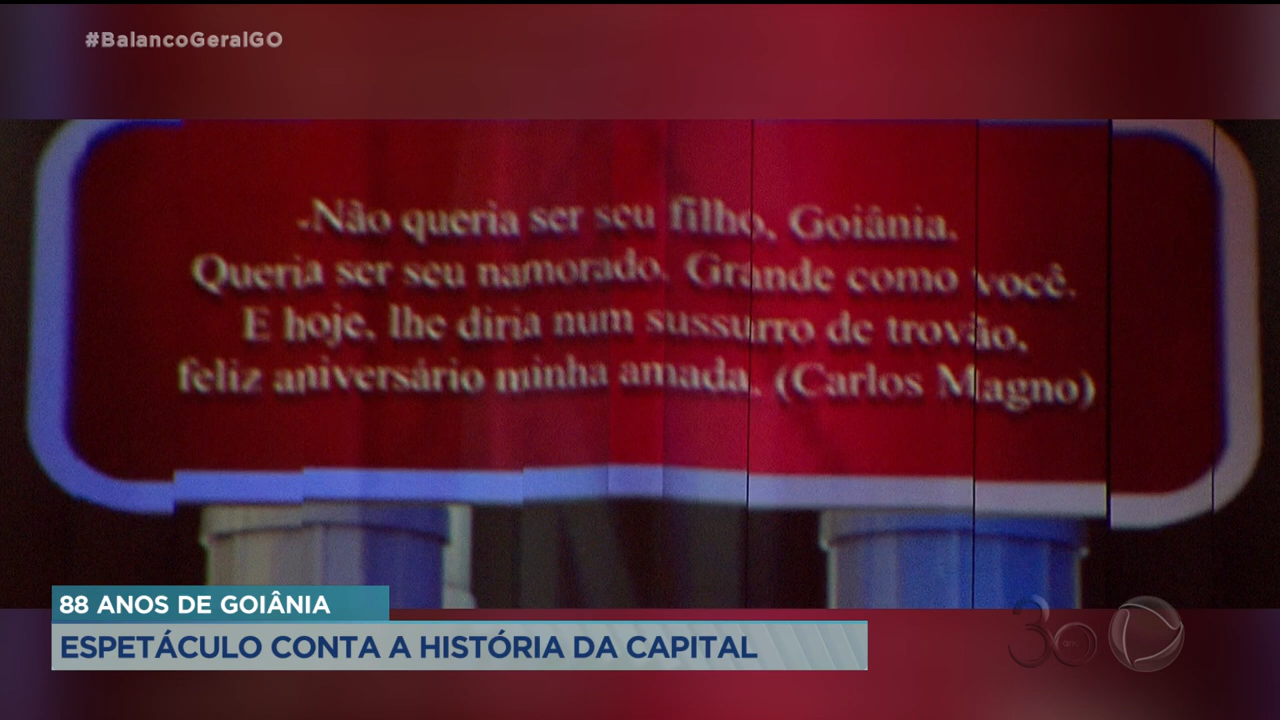 #BalancoGeralGO
-Não queria ser seu filho, Goiânia.
Queria ser seu namorado. Grande como você.
E hoje, lhe diria num sussurro de trovão,
feliz aniversário minha amada. (Carlos Magno)
88 ANOS DE GOIÂNIA
ESPETÁCULO CONTA A HISTÓRIA DA CAPITAL
30